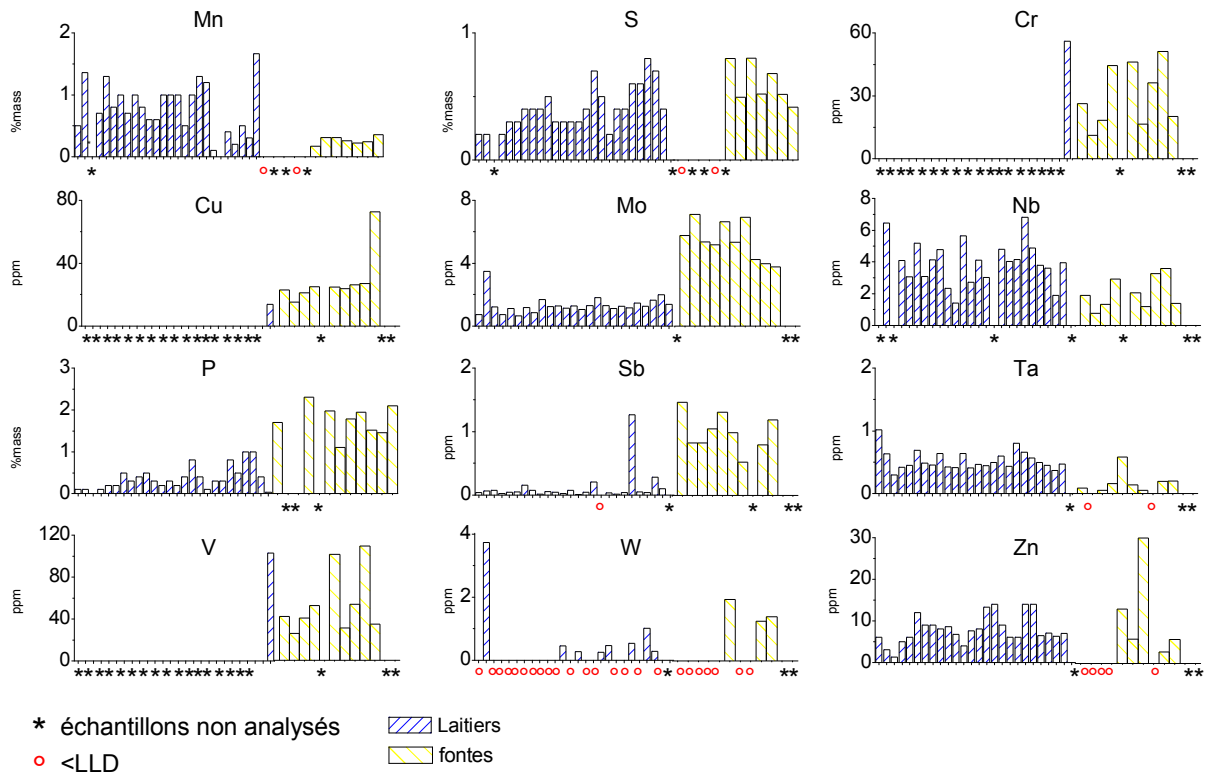 Mn S Cr
2 1 0 %mass
1 0 %mass
60 30 0 ppm
Cu Mo Nb
80 40 0 ppm
8 4 0 ppm
8 6 4 2 0 ppm
P Sb Ta
3 2 1 0 %mass
2 1 0 ppm
2 1 0 ppm
V W Zn
120 80 40 0 ppm
4 2 0 ppm
30 20 10 0 ppm
* échantillons non analysés Laitiers
<LLD fontes